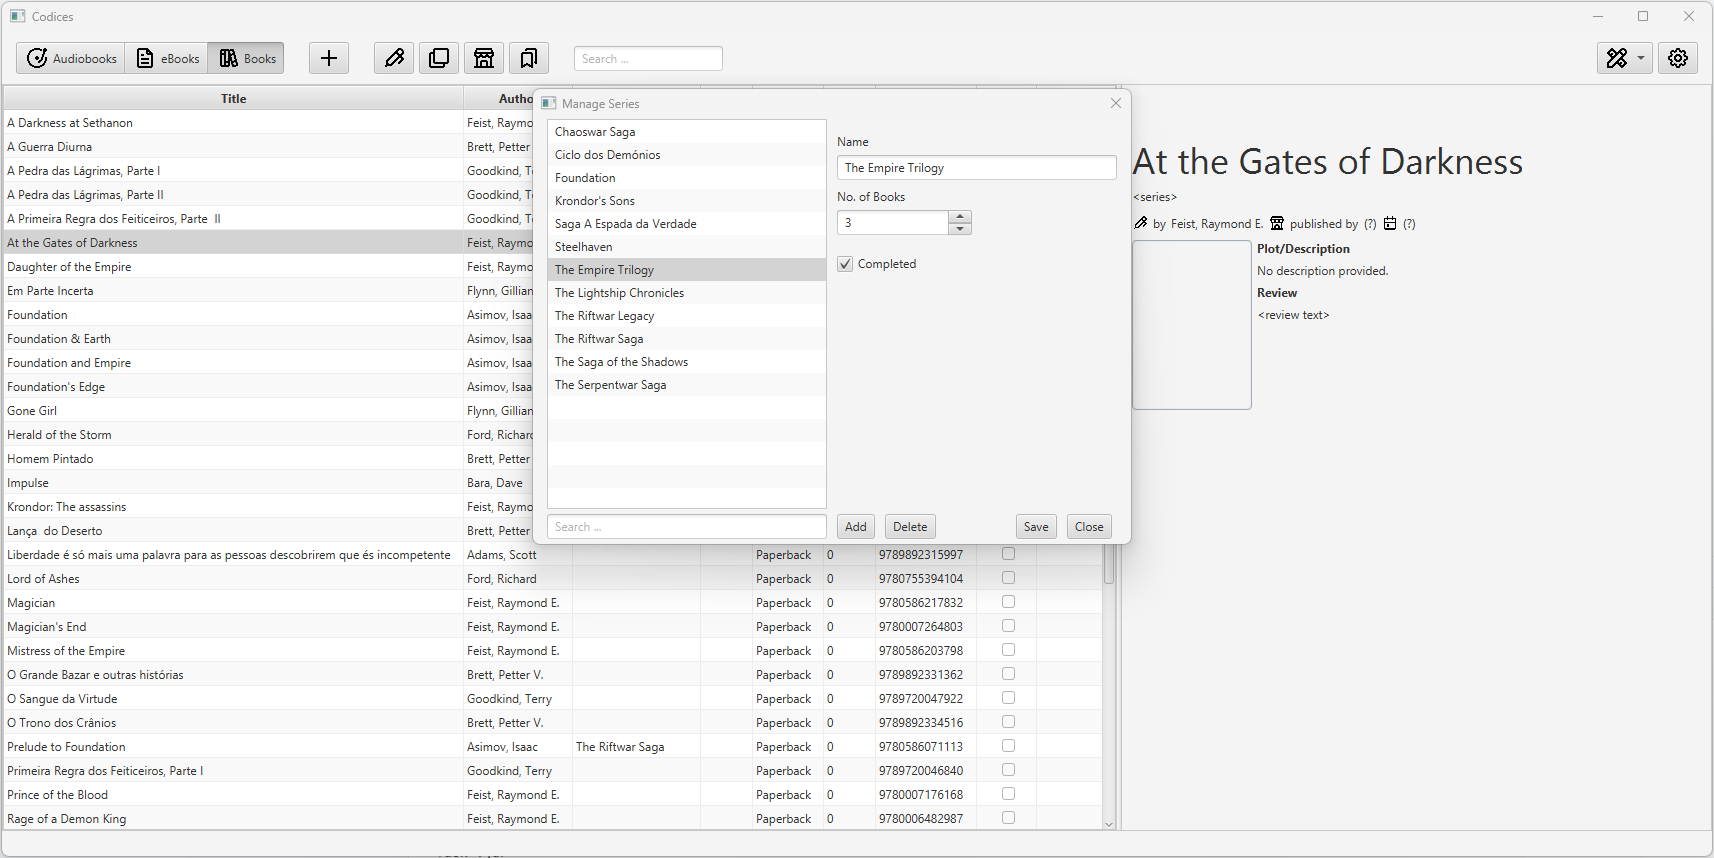 Codices
Audiobooks eBooks Books Search ...
Title Autho
A Darkness at Sethanon Feist, Raymo
A Guerra Diurna Brett, Petter
A Pedra das Lágrimas, Parte I Goodkind, Te
A Pedra das Lágrimas, Parte II Goodkind, Te
A Primeira Regra dos Feiticeiros, Parte II Goodkind, Te
At the Gates of Darkness Feist, Raymo
Daughter of the Empire Feist, Raymo
Em Parte Incerta Flynn, Gillian
Foundation Asimov, Isaa
Foundation & Earth Asimov, Isaa
Foundation and Empire Asimov, Isaa
Foundation's Edge Asimov, Isaa
Gone Girl Flynn, Gillian
Herald of the Storm Ford, Richard
Homem Pintado Brett, Petter
Impulse Bara, Dave
Krondor: The assassins Feist, Raymo
Lança do Deserto Brett, Petter
Liberdade é só mais uma palavra para as pessoas descobrirem que és incompetente Adams, Scott Paperback 0 9789892315997
Lord of Ashes Ford, Richard Paperback 0 9780755394104
Magician Feist, Raymond E. Paperback 0 9780586217832
Magician's End Feist, Raymond E. Paperback 0 9780007264803
Mistress of the Empire Feist, Raymond E. Paperback 0 9780586203798
O Grande Bazar e outras histórias Brett, Petter V. Paperback 0 9789892331362
O Sangue da Virtude Goodkind, Terry Paperback 0 9789720047922
O Trono dos Crânios Brett, Petter V. Paperback 0 9789892334516
Prelude to Foundation Asimov, Isaac The Riftwar Saga Paperback 0 9780586071113
Primeira Regra dos Feiticeiros, Parte I Goodkind, Terry Paperback 0 9789720046840
Prince of the Blood Feist, Raymond E. Paperback 0 9780007176168
Rage of a Demon King Feist, Raymond E. Paperback 0 9780006482987
Manage Series
Chaoswar Saga
Ciclo dos Demónios
Foundation
Krondor's Sons
Saga A Espada da Verdade
Steelhaven
The Empire Trilogy
The Lightship Chronicles
The Riftwar Legacy
The Riftwar Saga
The Saga of the Shadows
The Serpentwar Saga
Search ...
Name
The Empire Trilogy
No. of Books
3
Completed
Add Delete Save Close
At the Gates of Darkness
<series>
by Feist, Raymond E. published by (?) (?)
Plot/Description
No description provided.
Review
<review text>